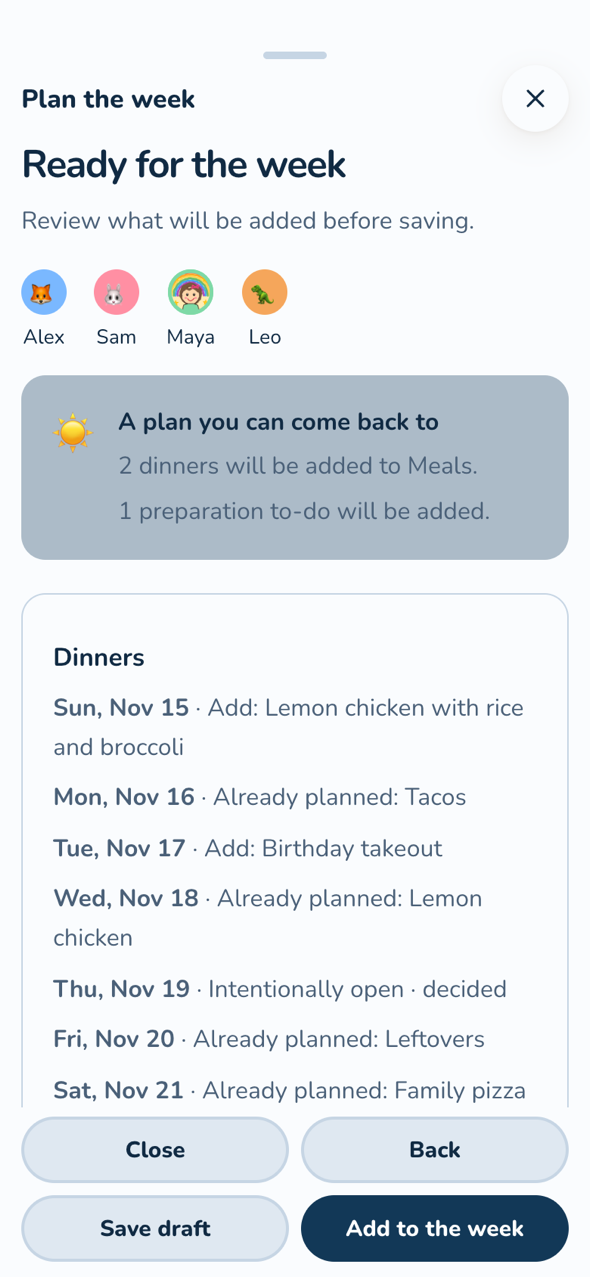 Plan the week
Ready for the week
Review what will be added before saving.
Alex Sam Maya Leo
A plan you can come back to
2 dinners will be added to Meals.
1 preparation to-do will be added.
Dinners
Sun, Nov 15 · Add: Lemon chicken with rice
and broccoli
Mon, Nov 16 · Already planned: Tacos
Tue, Nov 17 · Add: Birthday takeout
Wed, Nov 18 · Already planned: Lemon
chicken
Thu, Nov 19 · Intentionally open · decided
Fri, Nov 20 · Already planned: Leftovers
Sat, Nov 21 · Already planned: Family pizza
Close Back
Save draft Add to the week